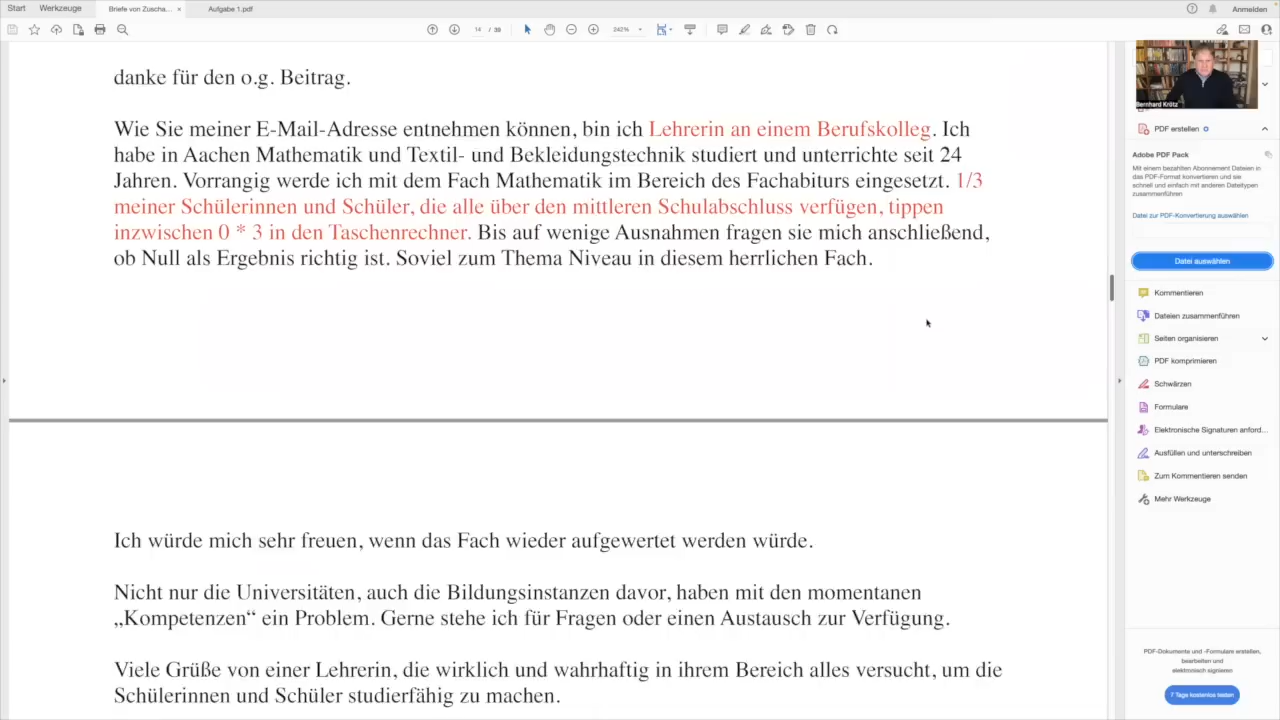 Start
Werkzeuge
Briefe von Zuscha...
×
Aufgabe 1.pdf
Anmelden
14 / 39
242%
danke für den o.g. Beitrag.
Wie Sie meiner E-Mail-Adresse entnehmen können, bin ich Lehrerin an einem Berufskolleg. Ich
habe in Aachen Mathematik und Textil- und Bekleidungstechnik studiert und unterrichte seit 24
Jahren. Vorrangig werde ich mit dem Fach Mathematik im Bereich des Fachabiturs eingesetzt. 1/3
meiner Schülerinnen und Schüler, die alle über den mittleren Schulabschluss verfügen, tippen
inzwischen 0 * 3 in den Taschenrechner. Bis auf wenige Ausnahmen fragen sie mich anschließend,
ob Null als Ergebnis richtig ist. Soviel zum Thema Niveau in diesem herrlichen Fach.
Ich würde mich sehr freuen, wenn das Fach wieder aufgewertet werden würde.
Nicht nur die Universitäten, auch die Bildungsinstanzen davor, haben mit den momentanen
„Kompetenzen“ ein Problem. Gerne stehe ich für Fragen oder einen Austausch zur Verfügung.
Viele Grüße von einer Lehrerin, die wirklich leidenschaftlich in ihrem Beruf alles versucht, um die
Schülerinnen und Schüler studierfähig zu machen.
Bernhard Krötz
PDF erstellen
Adobe PDF Pack
Mit einem bezahlten Abonnement Dateien in
das PDF-Format konvertieren und sie
schnell und einfach mit anderen Dateitypen
zusammenführen
Datei zur PDF-Konvertierung auswählen
Datei auswählen
Kommentieren
Dateien zusammenführen
Seiten organisieren
PDF komprimieren
Schwärzen
Formulare
Elektronische Signaturen anford...
Ausfüllen und unterschreiben
Zum Kommentieren senden
Mehr Werkzeuge
PDF-Dokumente und -Formulare erstellen,
bearbeiten und
elektronisch signieren
7 Tage kostenlos testen